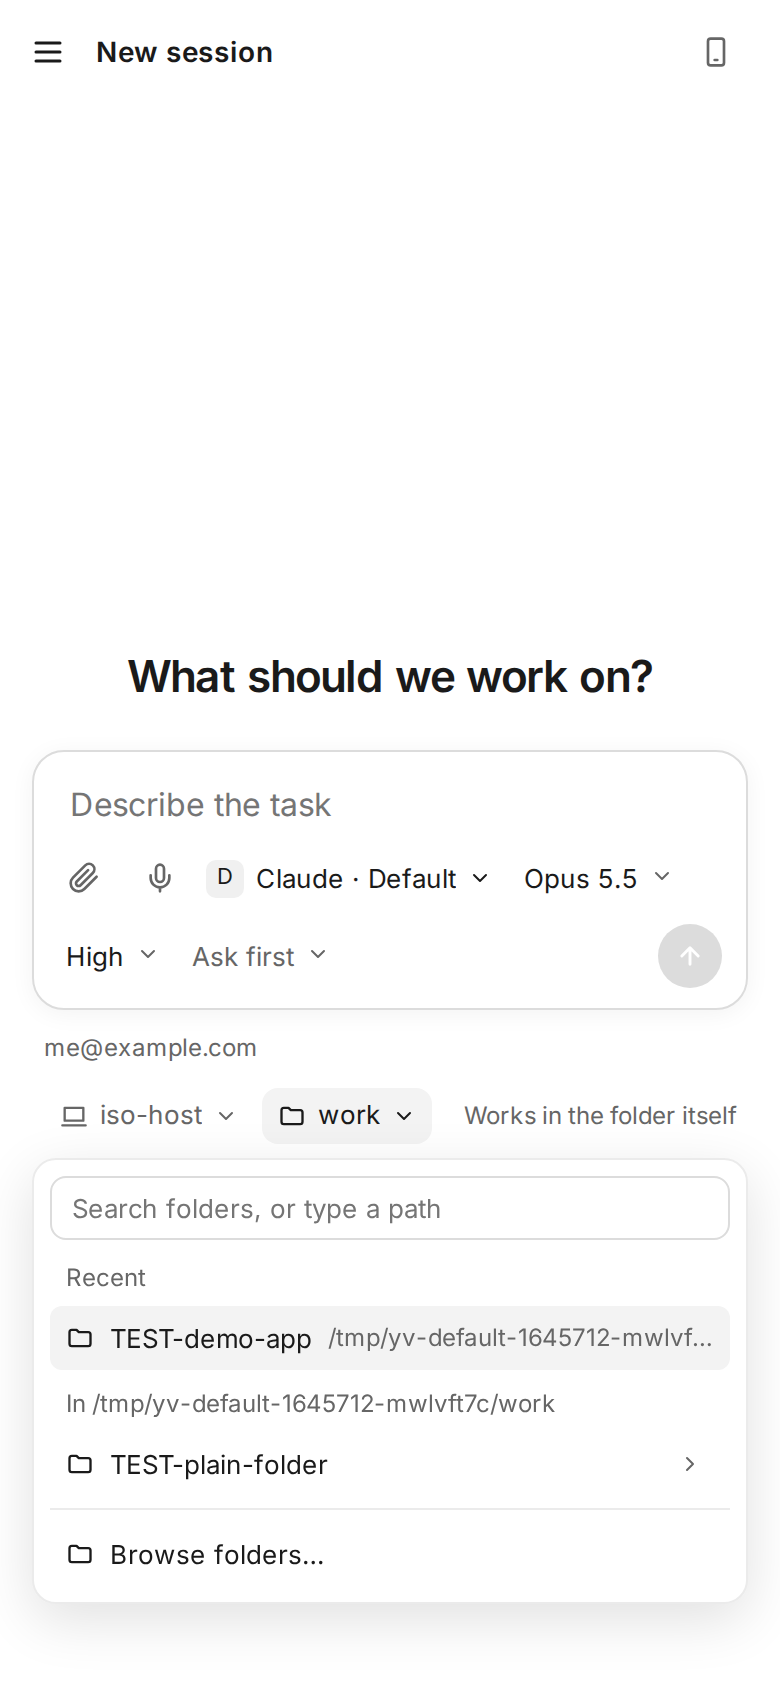 New session
What should we work on?
Describe the task
D Claude · Default Opus 5.5
High Ask first
me@example.com
iso-host work Works in the folder itself
Search folders, or type a path
Recent
TEST-demo-app /tmp/yv-default-1645712-mwlvf...
In /tmp/yv-default-1645712-mwlvft7c/work
TEST-plain-folder
Browse folders...